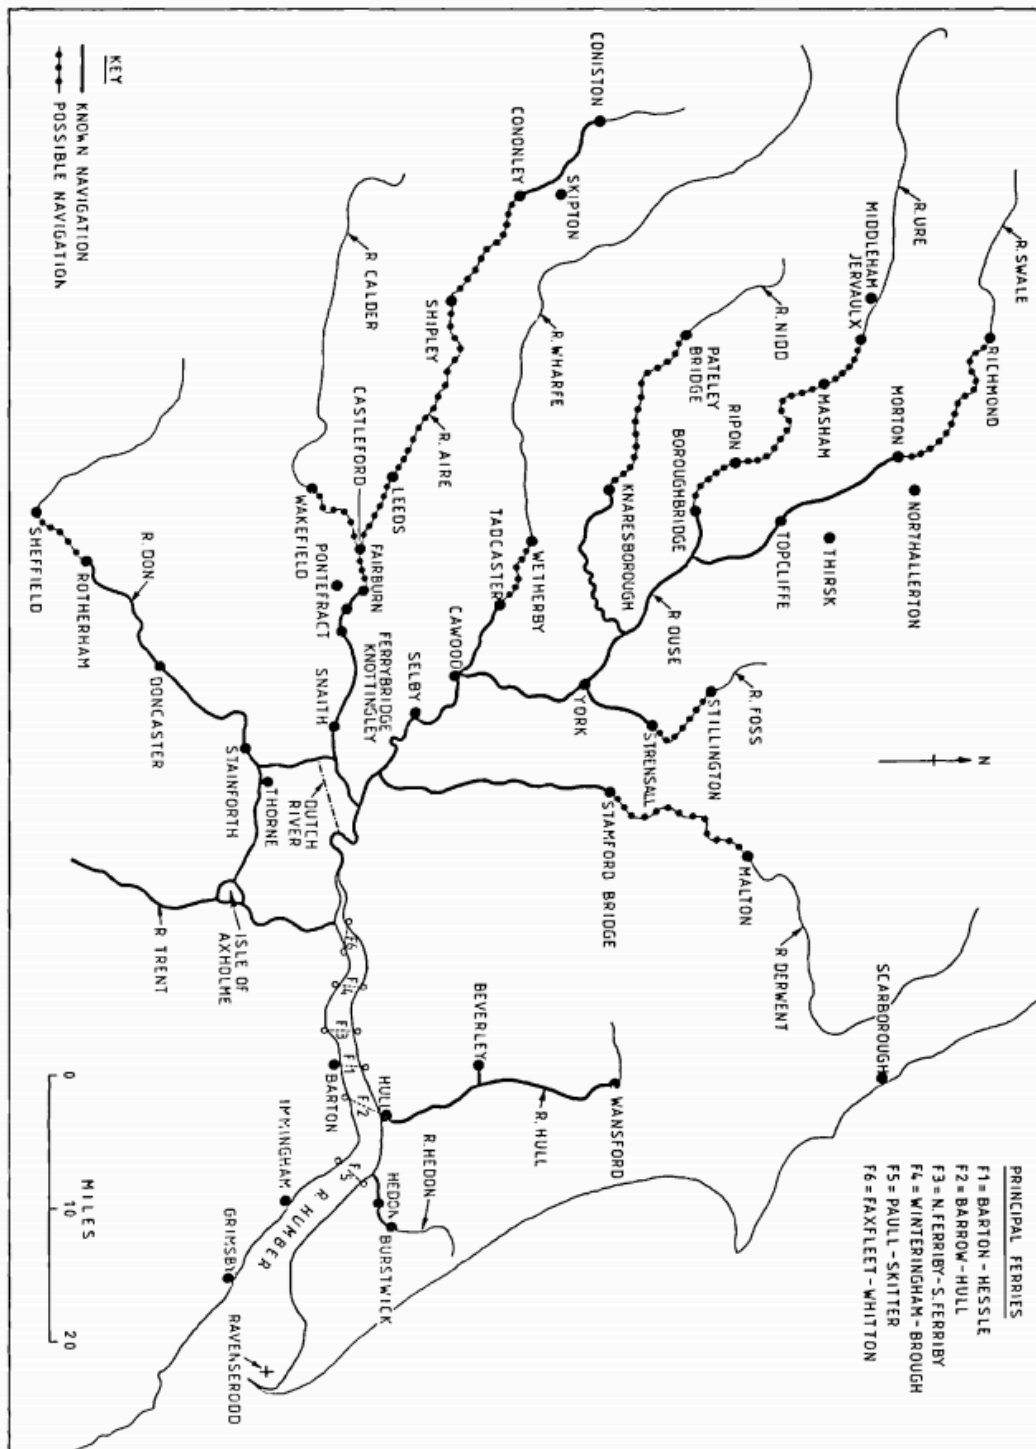 KEY
KNOWN NAVIGATION
POSSIBLE NAVIGATION
N
PRINCIPAL FERRIES
F1=BARTON-HESSLE
F2=BARROW-HULL
F3=N.FERRIBY-S.FERRIBY
F4=WINTERINGHAM-BROUGH
F5=PAULL-SKITTER
F6=FAXFLEET-WHITTON
R.SWALE
RICHMOND
R.URE
MIDDLEHAM
JERVAULX
MORTON
NORTHALLERTON
MASHAM
THIRSK
TOPCLIFFE
RIPON
BOROUGHBRIDGE
R.NIDD
PATELEY
BRIDGE
KNARESBOROUGH
R OUSE
CONISTON
SKIPTON
CONONLEY
R.WHARFE
WETHERBY
TADCASTER
CAWOOD
YORK
R.FOSS
STILLINGTON
STRENSALL
SHIPLEY
R. AIRE
LEEDS
R CALDER
CASTLEFORD
FAIRBURN
WAKEFIELD
PONTEFRACT
FERRYBRIDGE
KNOTTINGLEY
SELBY
SNAITH
SHEFFIELD
ROTHERHAM
R.DON
DONCASTER
STAINFORTH
THORNE
DUTCH
RIVER
STAMFORD BRIDGE
MALTON
R DERWENT
SCARBOROUGH
R TRENT
ISLE OF
AXHOLME
F6
F4
F3
F1
F2
F5
BARTON
HULL
BEVERLEY
R.HULL
WANSFORD
R.HEDON
HEDON
BURSTWICK
IMMINGHAM
R. HUMBER
GRIMSBY
RAVENSERODD
0
10
20
MILES